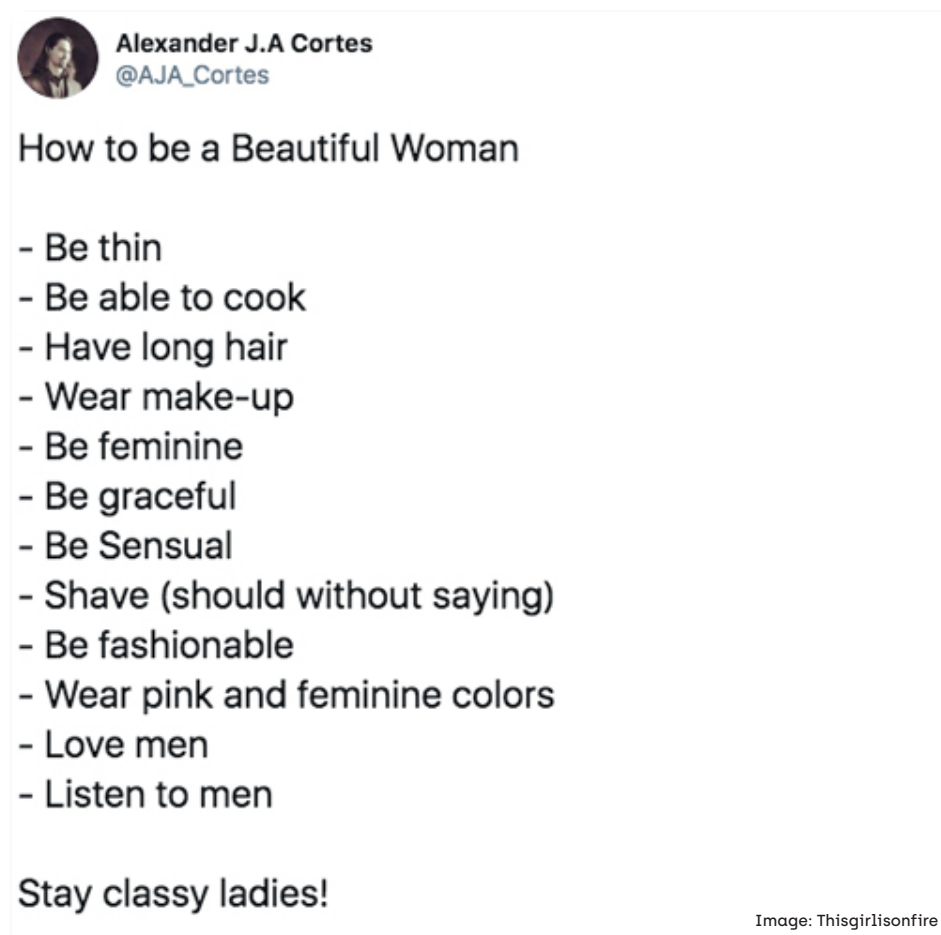 Alexander J.A Cortes
@AJA_Cortes
How to be a Beautiful Woman
- Be thin
- Be able to cook
- Have long hair
- Wear make-up
- Be feminine
- Be graceful
- Be Sensual
- Shave (should without saying)
- Be fashionable
- Wear pink and feminine colors
- Love men
- Listen to men
Stay classy ladies!
Image: Thisgirlisonfire